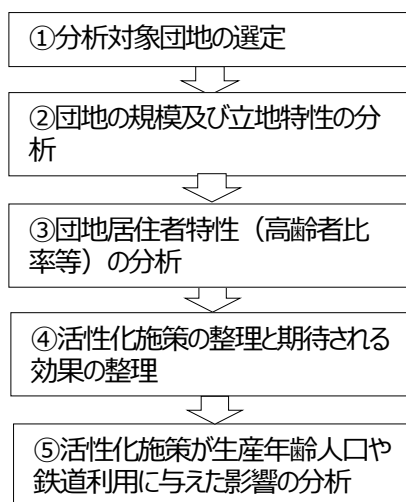 ①分析対象団地の選定
②団地の規模及び立地特性の分
析
③団地居住者特性（高齢者比
率等）の分析
④活性化施策の整理と期待される
効果の整理
⑤活性化施策が生産年齢人口や
鉄道利用に与えた影響の分析